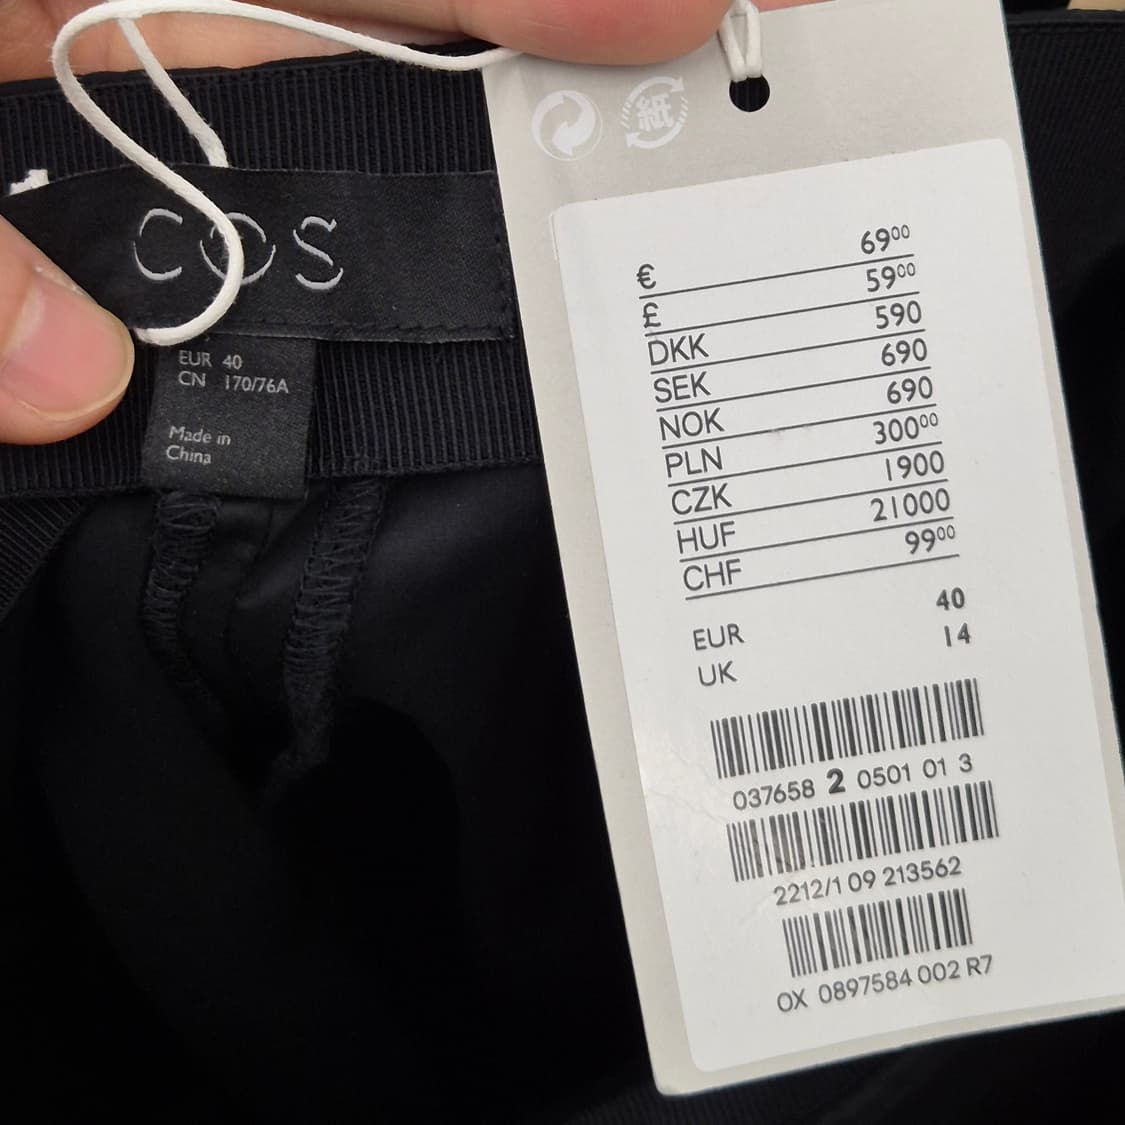 COS
EUR 40
CN 170/76A
Made in
China
紙
€ 6900
£ 5900
DKK 590
SEK 690
NOK 690
PLN 30000
CZK 1900
HUF 21000
CHF 9900
EUR 40
UK 14
037658 2 0501 01 3
2212/1 09 213562
OX 0897584 002 R7